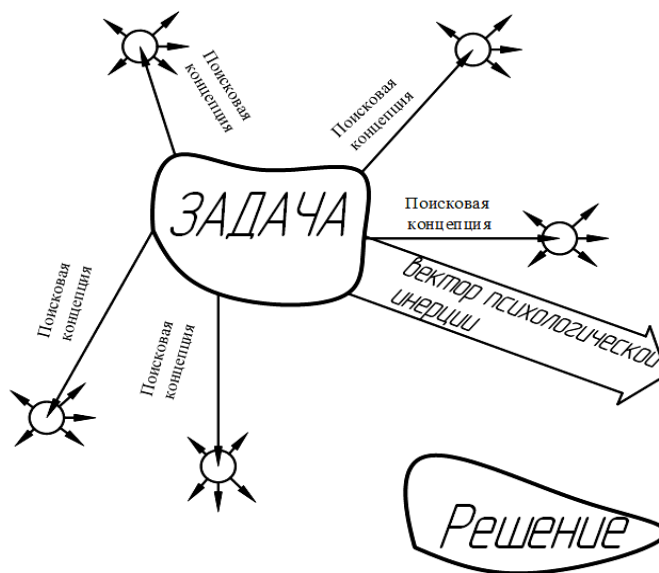 Поисковая
концепция
Поисковая
концепция
ЗАДАЧА
Поисковая
концепция
вектор психологической
инерции
Поисковая
концепция
Поисковая
концепция
Решение